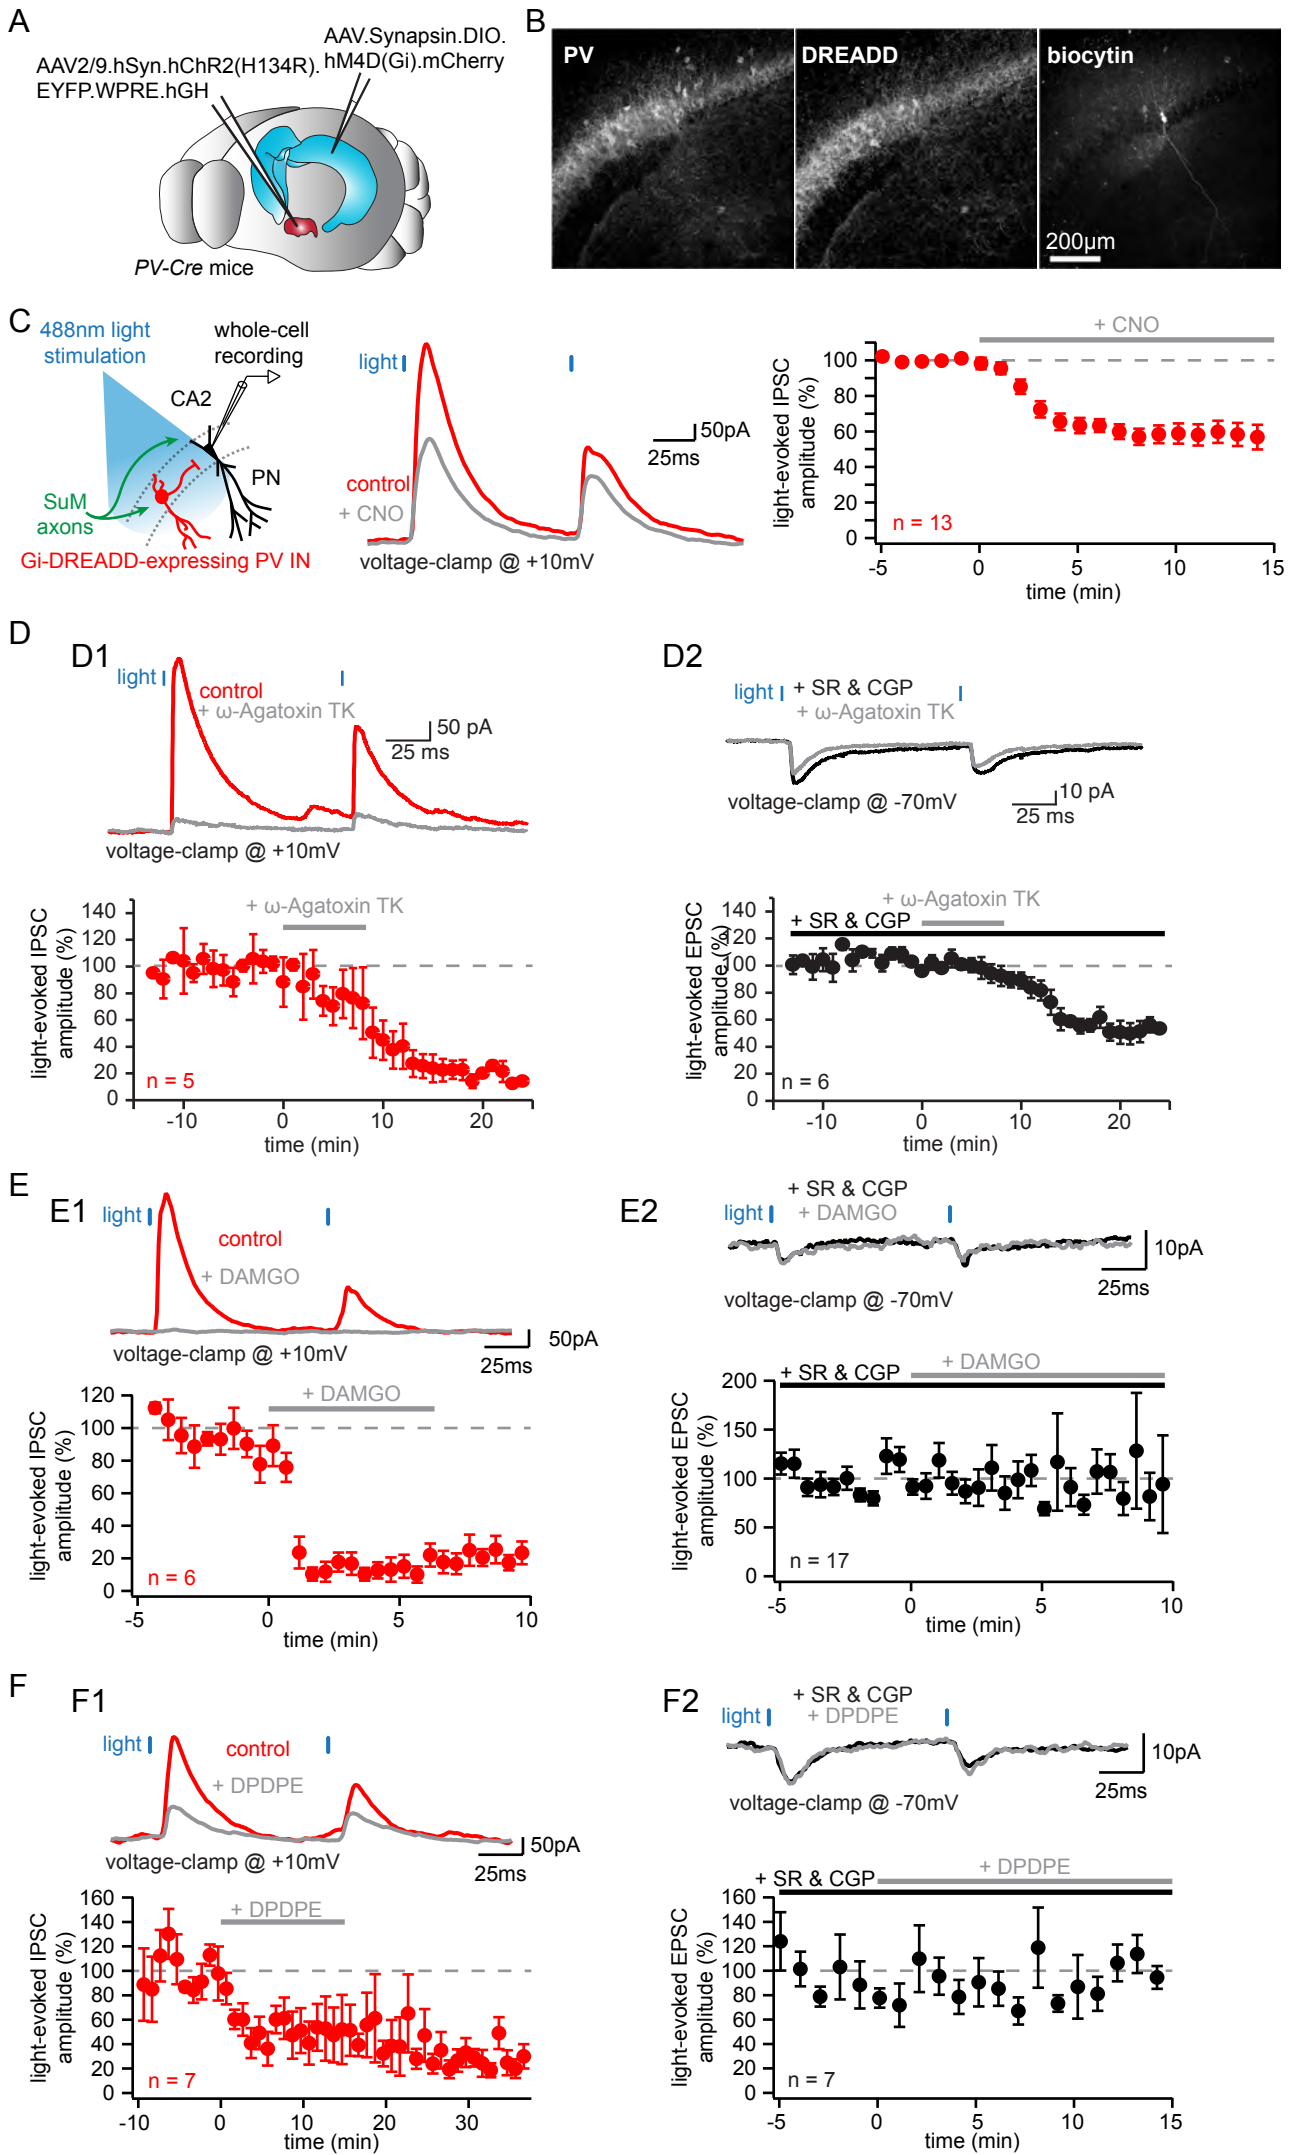 A
AAV2/9.hSyn.hChR2(H134R).
EYFP.WPRE.hGH
AAV.Synapsin.DIO.
hM4D(Gi).mCherry
PV-Cre mice
B
PV
DREADD
biocytin
200µm
C
488nm light
stimulation
whole-cell
recording
CA2
PN
SuM
axons
Gi-DREADD-expressing PV IN
light
control
+ CNO
50pA
25ms
voltage-clamp @ +10mV
+ CNO
light-evoked IPSC
amplitude (%)
100
80
60
40
20
0
n = 13
-5
0
5
10
15
time (min)
D
D1
light
control
+ ω-Agatoxin TK
50 pA
25 ms
voltage-clamp @ +10mV
+ ω-Agatoxin TK
light-evoked IPSC
amplitude (%)
140
120
100
80
60
40
20
0
n = 5
-10
0
10
20
time (min)
D2
light
+ SR & CGP
+ ω-Agatoxin TK
voltage-clamp @ -70mV
10 pA
25 ms
+ ω-Agatoxin TK
+ SR & CGP
light-evoked EPSC
amplitude (%)
140
120
100
80
60
40
20
0
n = 6
-10
0
10
20
time (min)
E
E1
light
control
+ DAMGO
50pA
25ms
voltage-clamp @ +10mV
+ DAMGO
light-evoked IPSC
amplitude (%)
120
100
80
60
40
20
0
n = 6
-5
0
5
10
time (min)
E2
+ SR & CGP
light
+ DAMGO
10pA
25ms
voltage-clamp @ -70mV
+ DAMGO
+ SR & CGP
light-evoked EPSC
amplitude (%)
200
150
100
50
0
n = 17
-5
0
5
10
time (min)
F
F1
light
control
+ DPDPE
50pA
25ms
voltage-clamp @ +10mV
+ DPDPE
light-evoked IPSC
amplitude (%)
160
140
120
100
80
60
40
20
0
n = 7
-10
0
10
20
30
time (min)
F2
+ SR & CGP
light
+ DPDPE
10pA
25ms
voltage-clamp @ -70mV
+ DPDPE
+ SR & CGP
light-evoked EPSC
amplitude (%)
160
140
120
100
80
60
40
20
0
n = 7
-5
0
5
10
15
time (min)